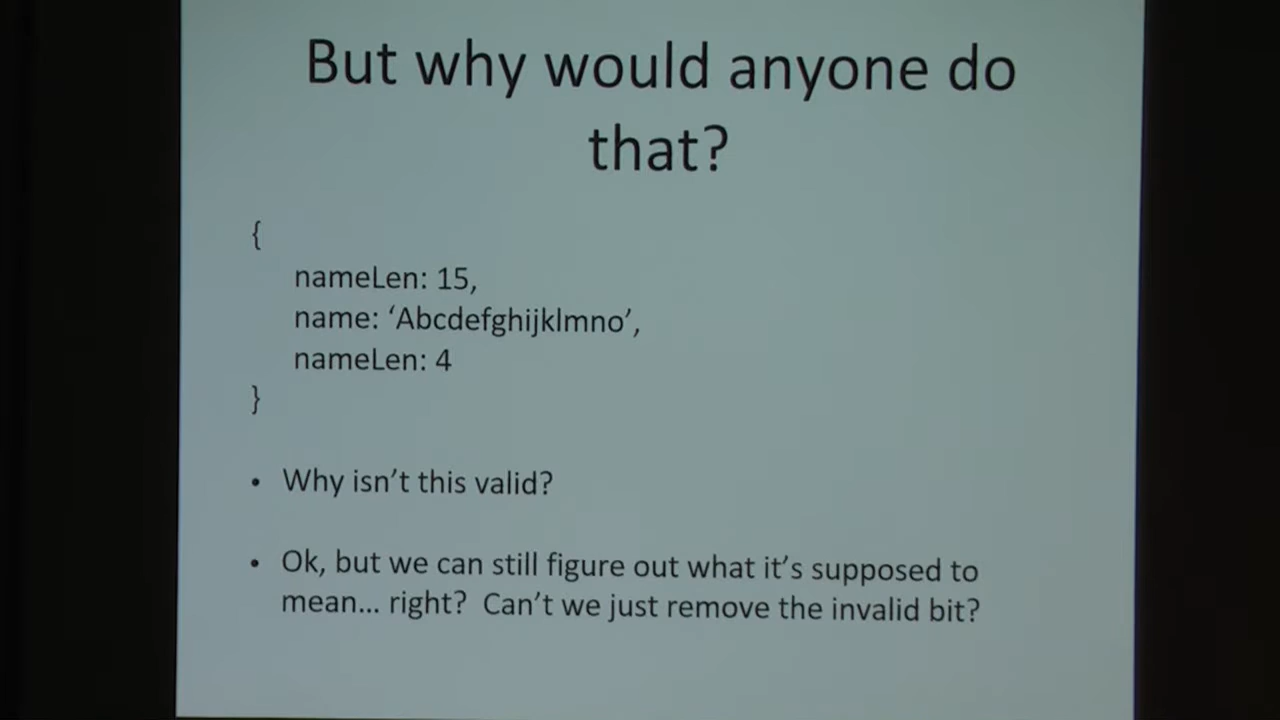 But why would anyone do
that?
{
nameLen: 15,
name: ‘Abcdefghijklmno’,
nameLen: 4
}
• Why isn’t this valid?
• Ok, but we can still figure out what it’s supposed to
mean... right? Can’t we just remove the invalid bit?